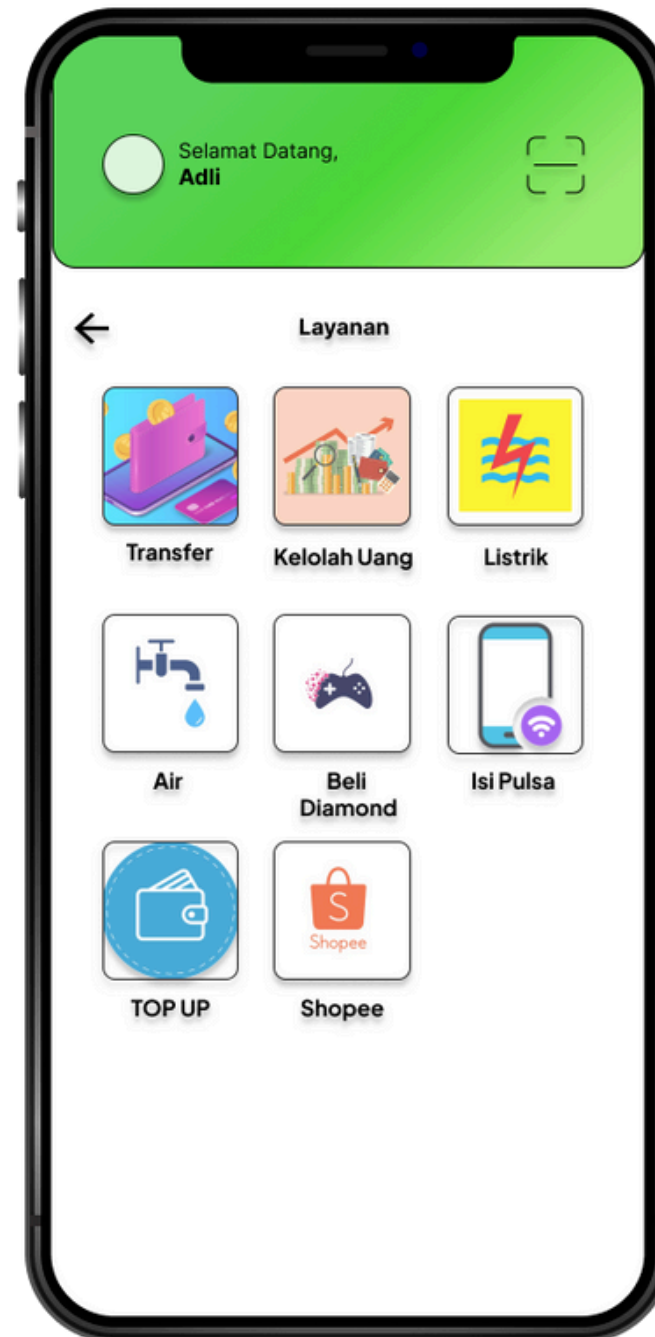 Selamat Datang,
Adli
Layanan
Transfer
Kelolah Uang
Listrik
Air
Beli
Diamond
Isi Pulsa
S
Shopee
TOP UP
Shopee